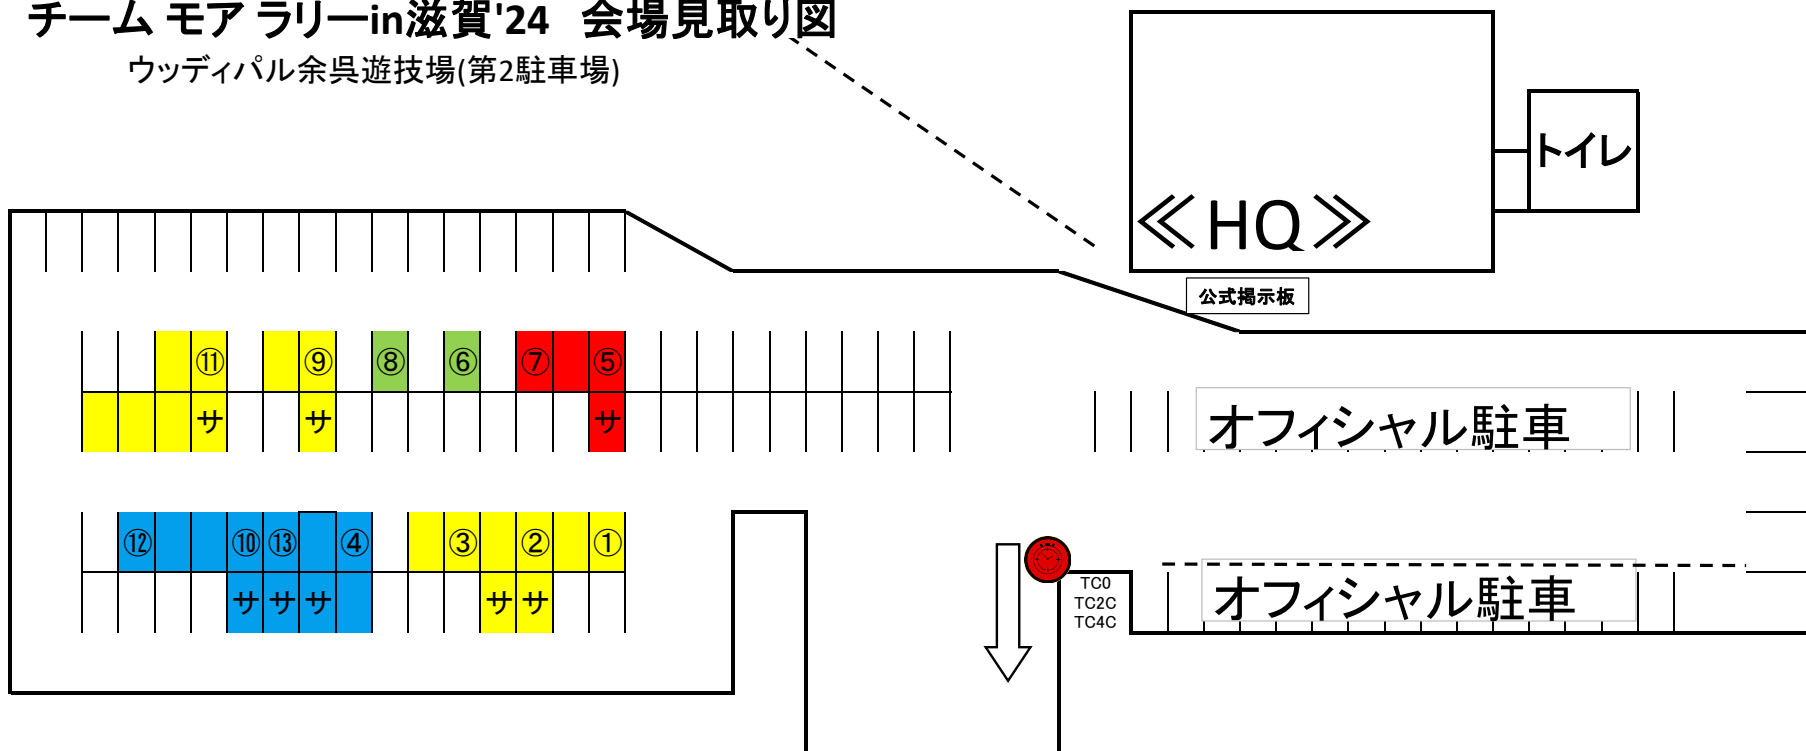 チーム モア ラリーin滋賀'24　会場見取り図
ウッディパル余呉遊技場(第2駐車場)
トイレ
≪HQ≫
公式掲示板
⑪ ⑨ ⑧ ⑥ ⑦ ⑤
サ サ サ
オフィシャル駐車
⑫ ⑩ ⑬ ④ ③ ② ①
サ サ サ サ サ
TC0
TC2C
TC4C
オフィシャル駐車